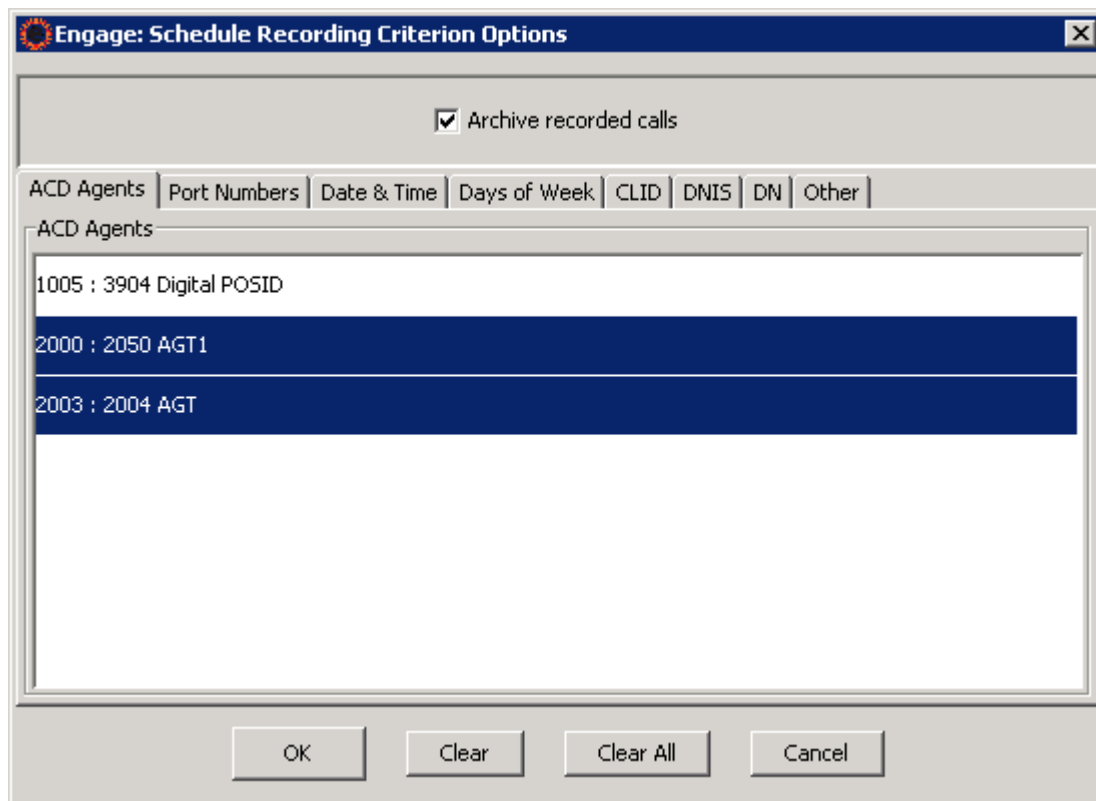 Engage: Schedule Recording Criterion Options
Archive recorded calls
ACD Agents Port Numbers Date & Time Days of Week CLID DNIS DN Other
ACD Agents
1005 : 3904 Digital POSID
2000 : 2050 AGT1
2003 : 2004 AGT
OK Clear Clear All Cancel